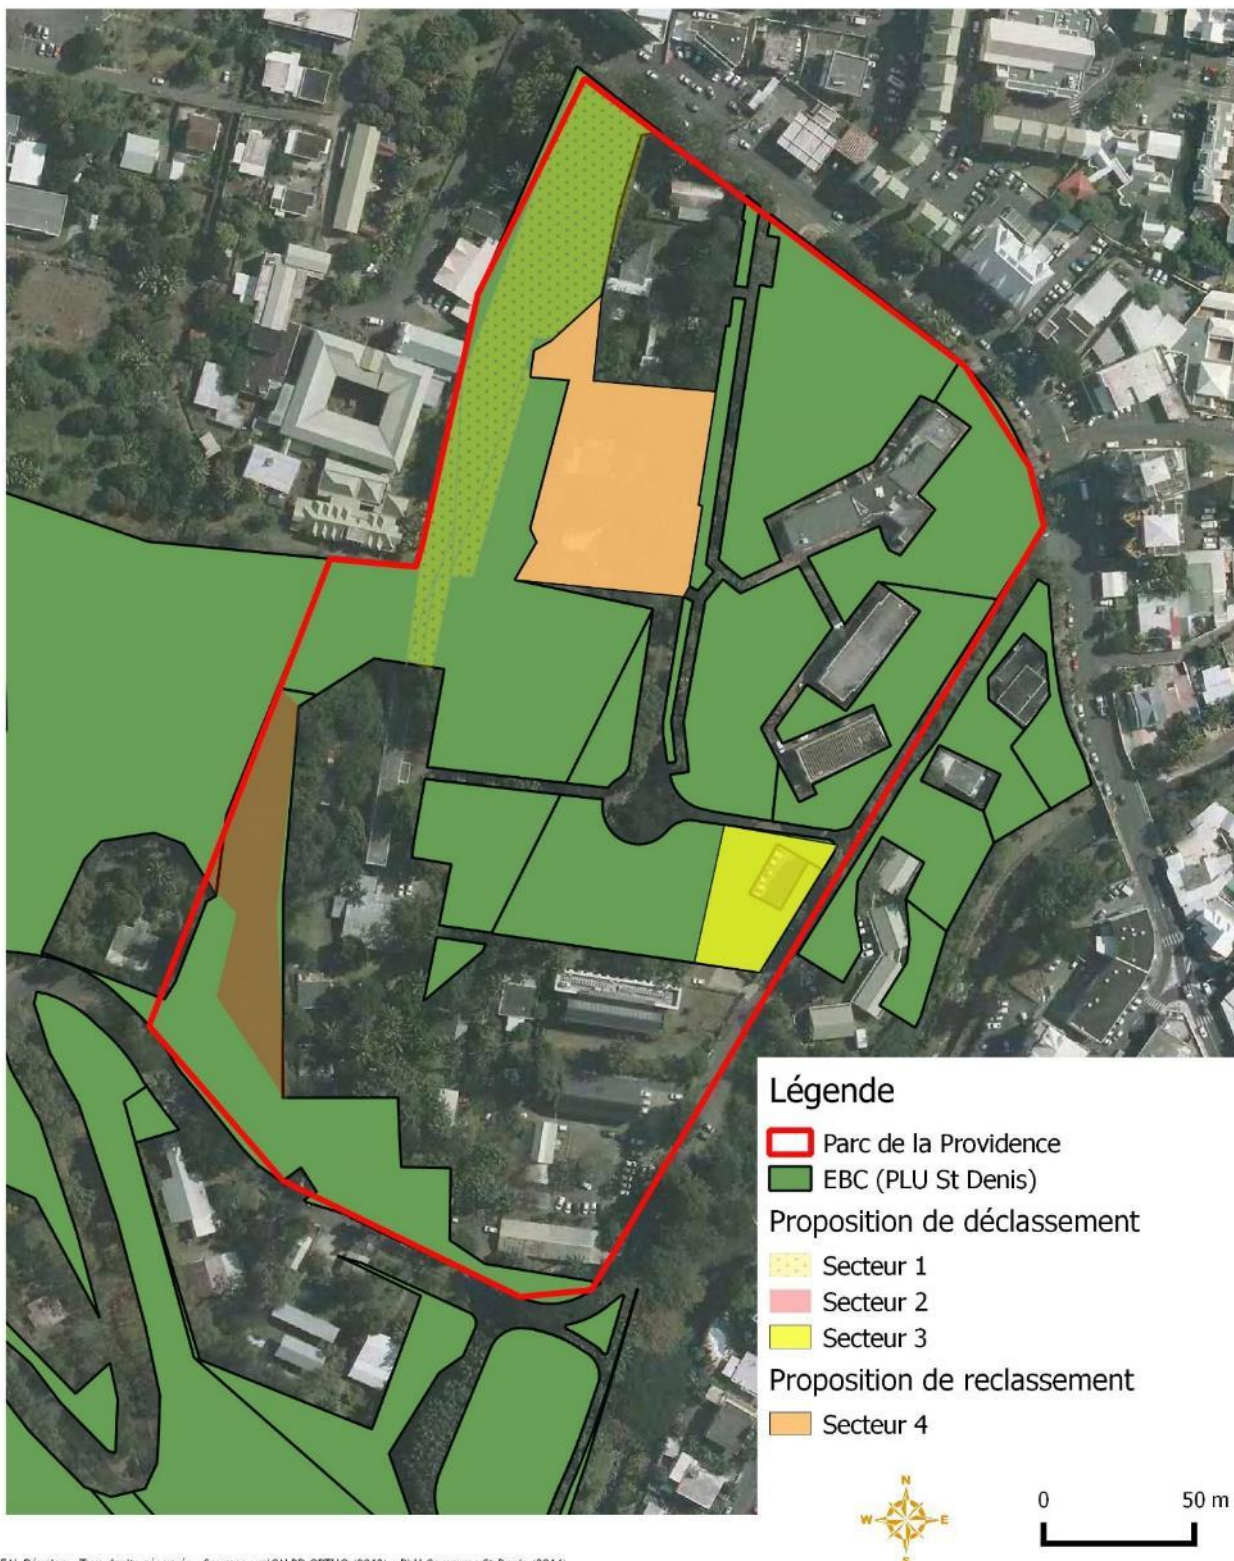 Légende
Parc de la Providence
EBC (PLU St Denis)
Proposition de déclassement
Secteur 1
Secteur 2
Secteur 3
Proposition de reclassement
Secteur 4
N
W E
S
0 50 m